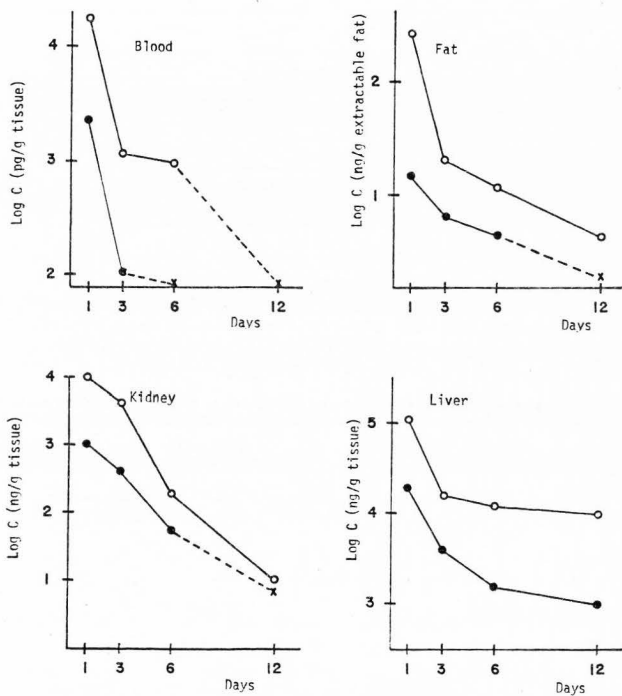 Blood
Log C (pg/g tissue)
4
3
2
1 3 6 12
Days
Fat
Log C (ng/g extractable fat)
2
1
1 3 6 12
Days
Kidney
Log C (ng/g tissue)
4
3
2
1
1 3 6 12
Days
Liver
Log C (ng/g tissue)
5
4
3
1 3 6 12
Days